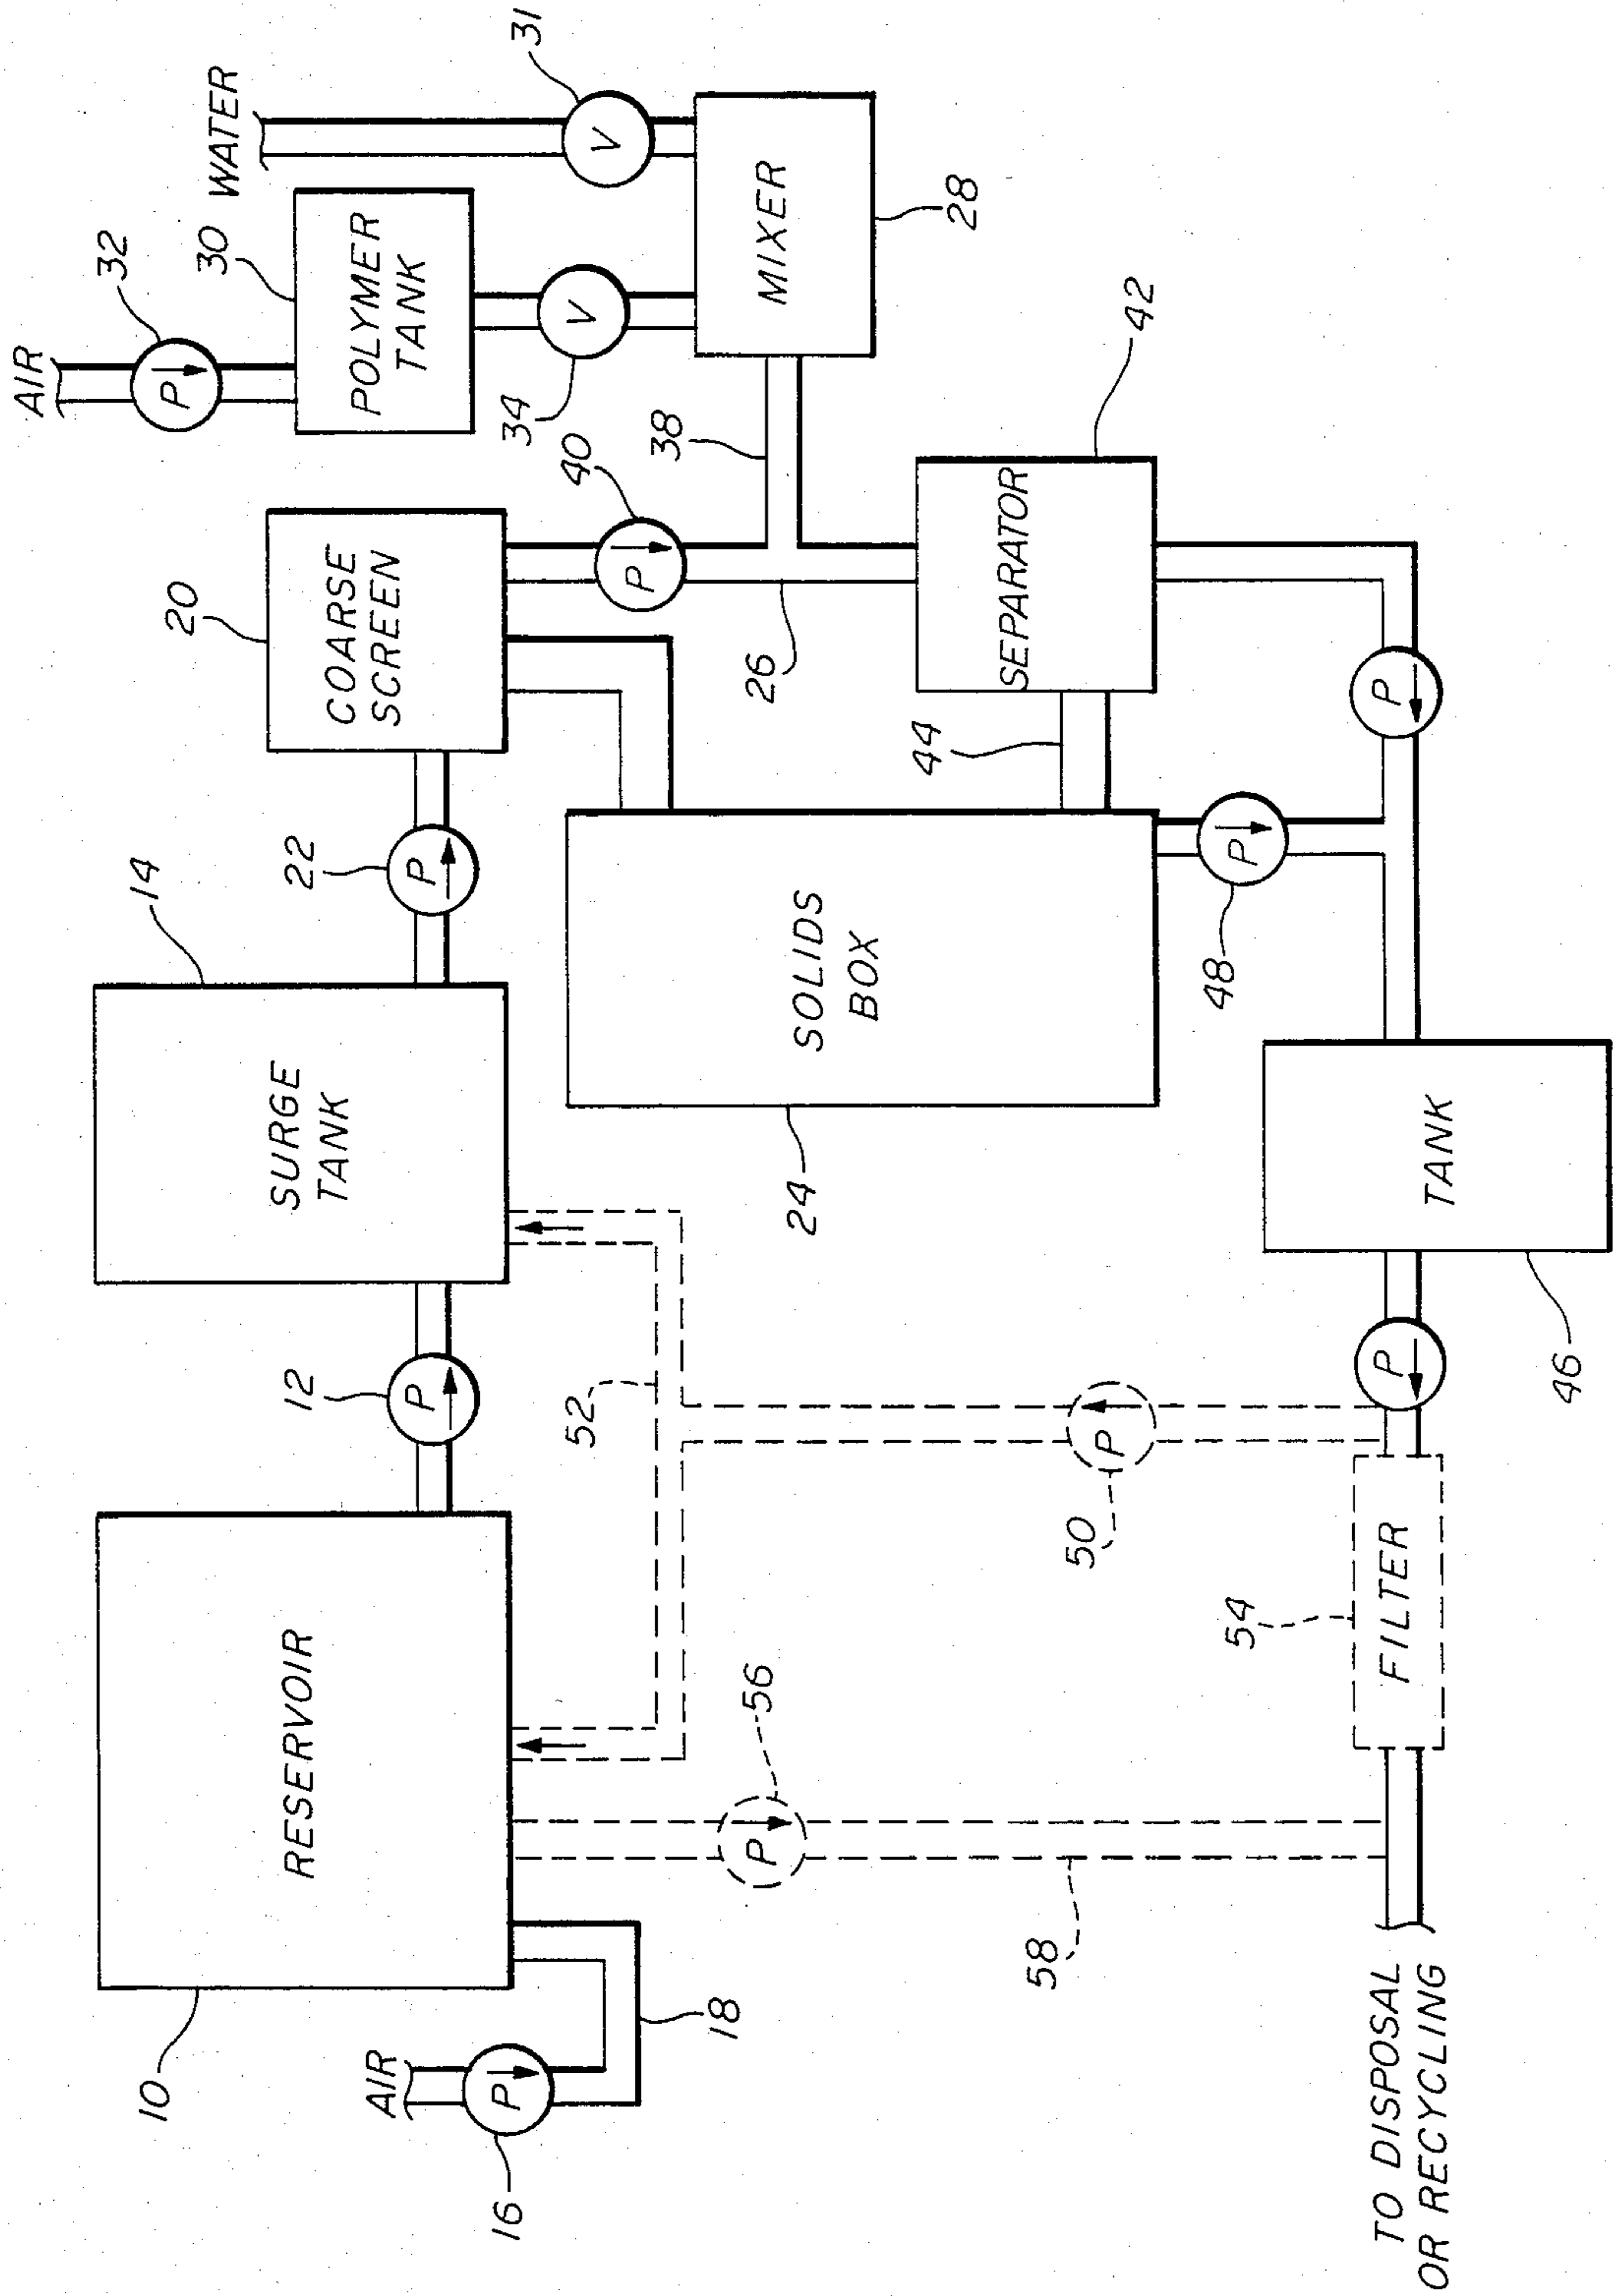 10
AIR
16
18
RESERVOIR
12
SURGE
TANK
14
22
COARSE
SCREEN
20
AIR
32
30
POLYMER
TANK
WATER
31
34
40
38
MIXER
28
26
SEPARATOR
42
44
SOLIDS
BOX
24
48
52
56
50
58
54
FILTER
TANK
46
TO DISPOSAL
OR RECYCLING
P
P
P
P
P
P
P
P
P
P
V
V